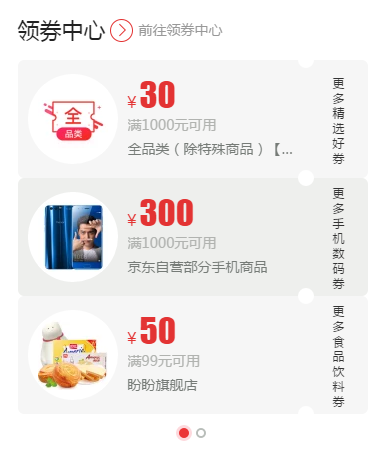 领券中心 前往领券中心
全
品类
¥30
满1000元可用
全品类（除特殊商品）【...
更多精选好券
¥300
满1000元可用
京东自营部分手机商品
更多手机数码券
¥50
满99元可用
盼盼旗舰店
更多食品饮料券